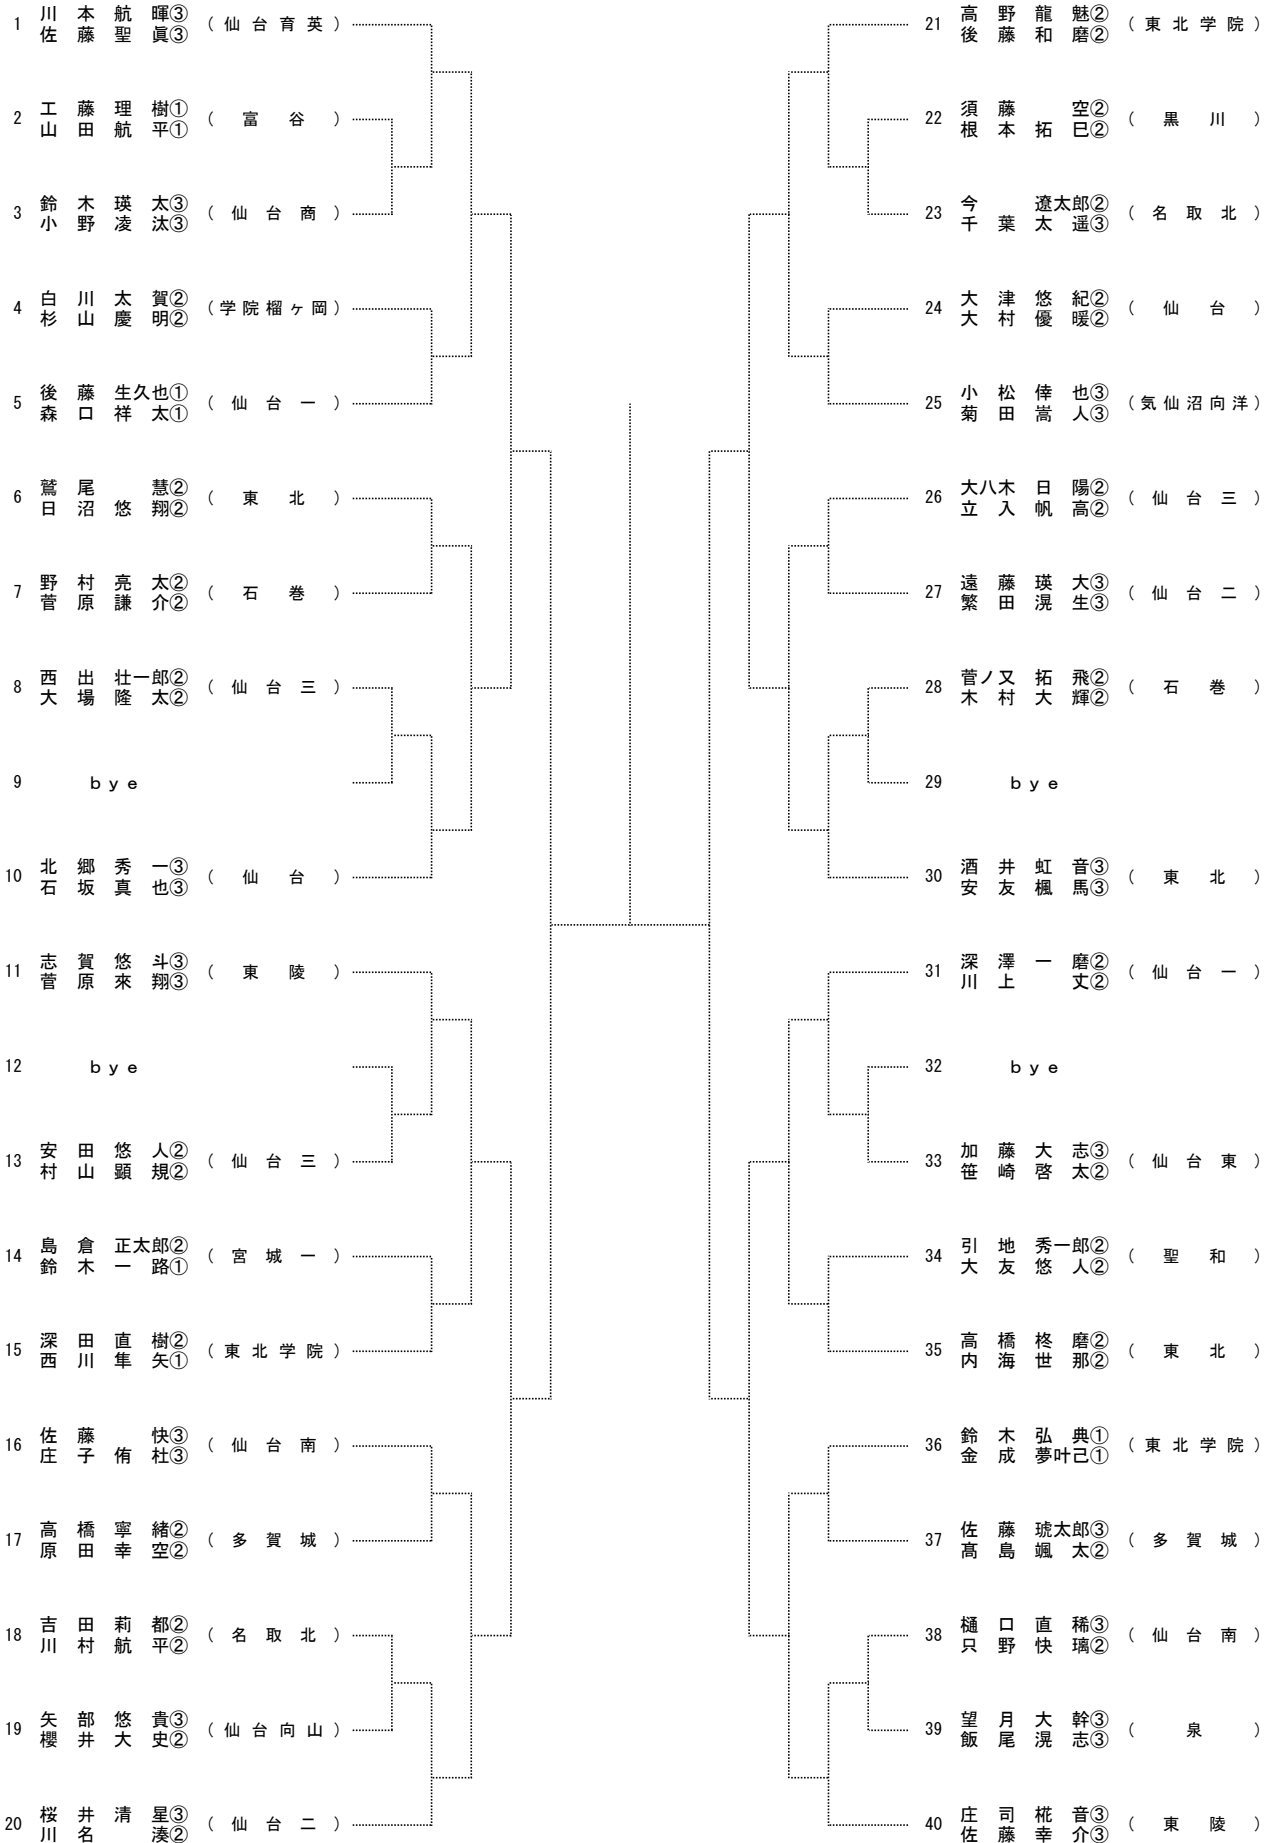 1 川本航暉③ (仙台育英)
佐藤聖眞③
2 工藤理樹① (富谷)
山田航平①
3 鈴木瑛太③ (仙台商)
小野凌汰③
4 白川太賀② (学院榴ヶ岡)
杉山慶明②
5 後藤生久也① (仙台一)
森口祥太①
6 鷲尾慧② (東北)
日沼悠翔②
7 野村亮太② (石巻)
菅原謙介②
8 西出壮一郎② (仙台三)
大場隆太②
9 bye
10 北郷秀一③ (仙台)
石坂真也③
11 志賀悠斗③ (東陵)
菅原來翔③
12 bye
13 安田悠人② (仙台三)
村山顕規②
14 島倉正太郎② (宮城一)
鈴木一路①
15 深田直樹② (東北学院)
西川隼矢①
16 佐藤快③ (仙台南)
庄子侑杜③
17 高橋寧緒② (多賀城)
原田幸空②
18 吉田莉都② (名取北)
川村航平②
19 矢部悠貴③ (仙台向山)
櫻井大史②
20 桜井清星③ (仙台二)
川名湊②
21 高野龍魅② (東北学院)
後藤和磨②
22 須藤空② (黒川)
根本拓巳②
23 今遼太郎② (名取北)
千葉太遥③
24 大津悠紀② (仙台)
大村優暖②
25 小松倖也③ (気仙沼向洋)
菊田嵩人③
26 大八木日陽② (仙台三)
立入帆高②
27 遠藤瑛大③ (仙台二)
繁田滉生③
28 菅ノ又拓飛② (石巻)
木村大輝②
29 bye
30 酒井虹音③ (東北)
安友楓馬③
31 深澤一磨② (仙台一)
川上丈②
32 bye
33 加藤大志③ (仙台東)
笹崎啓太②
34 引地秀一郎② (聖和)
大友悠人②
35 高橋柊磨② (東北)
内海世那②
36 鈴木弘典① (東北学院)
金成夢叶己①
37 佐藤琥太郎③ (多賀城)
髙島颯太②
38 樋口直稀③ (仙台南)
只野快璃②
39 望月大幹③ (泉)
飯尾滉志③
40 庄司椛音③ (東陵)
佐藤幸介③